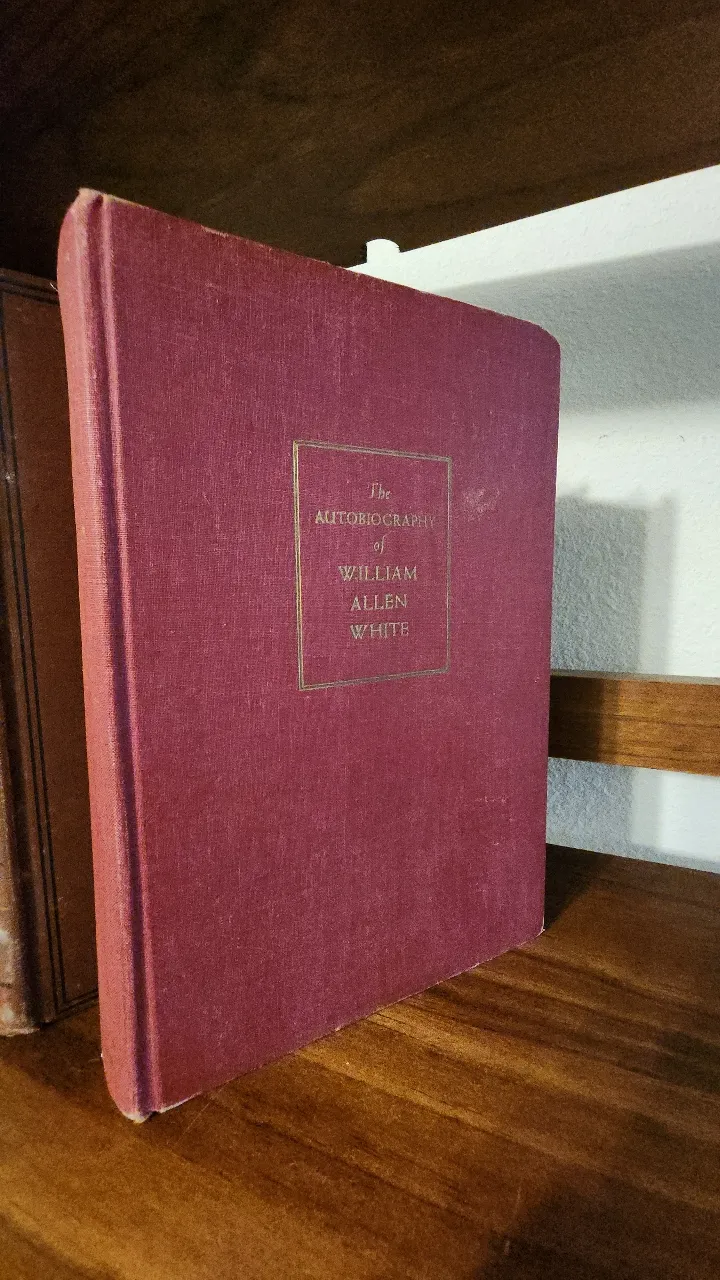 The
AUTOBIOGRAPHY
of
WILLIAM
ALLEN
WHITE